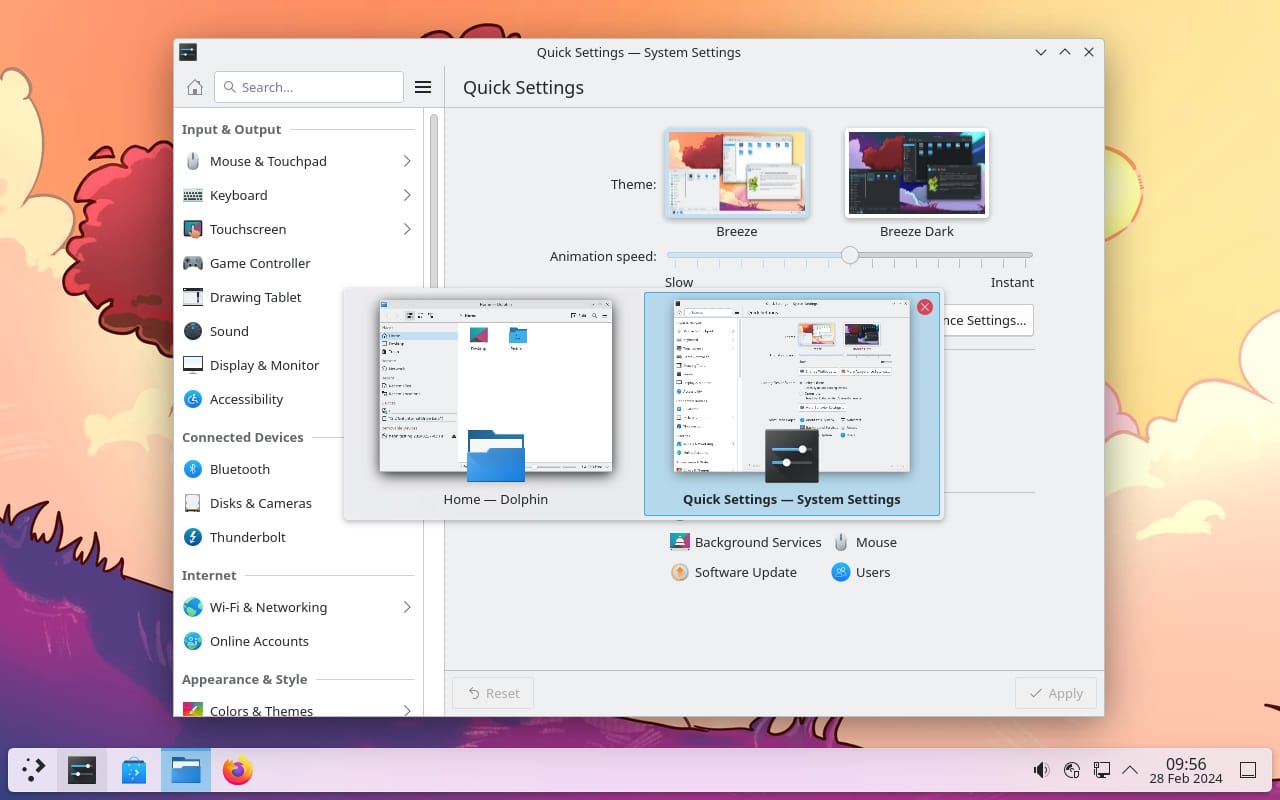 Quick Settings — System Settings
Search...
Quick Settings
Input & Output
Mouse & Touchpad
Keyboard
Touchscreen
Game Controller
Drawing Tablet
Sound
Display & Monitor
Accessibility
Connected Devices
Bluetooth
Disks & Cameras
Thunderbolt
Internet
Wi-Fi & Networking
Online Accounts
Appearance & Style
Colors & Themes
Theme:
Breeze
Breeze Dark
Animation speed:
Slow
Instant
nce Settings...
Home — Dolphin
Quick Settings — System Settings
Background Services
Mouse
Software Update
Users
Reset
Apply
09:56
28 Feb 2024